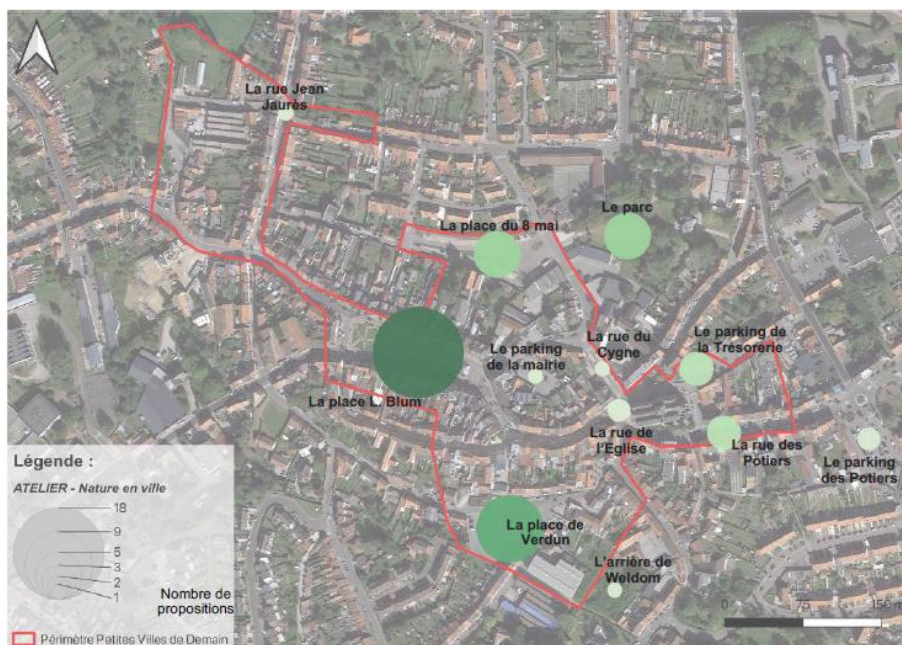 La rue Jean
Jaurès
Le parc
La place du 8 mai
Le parking de
la Trésorerie
La rue du
Cygne
Le parking
de la mairie
La place L. Blum
La rue de
l'Eglise
La rue des
Potiers
Le parking
des Potiers
La place de
Verdun
L'arrière de
Weldom
Légende :
ATELIER - Nature en ville
18
9
5
3
2
1
Nombre de
propositions
Périmètre Petites Villes de Demain
0 75 150